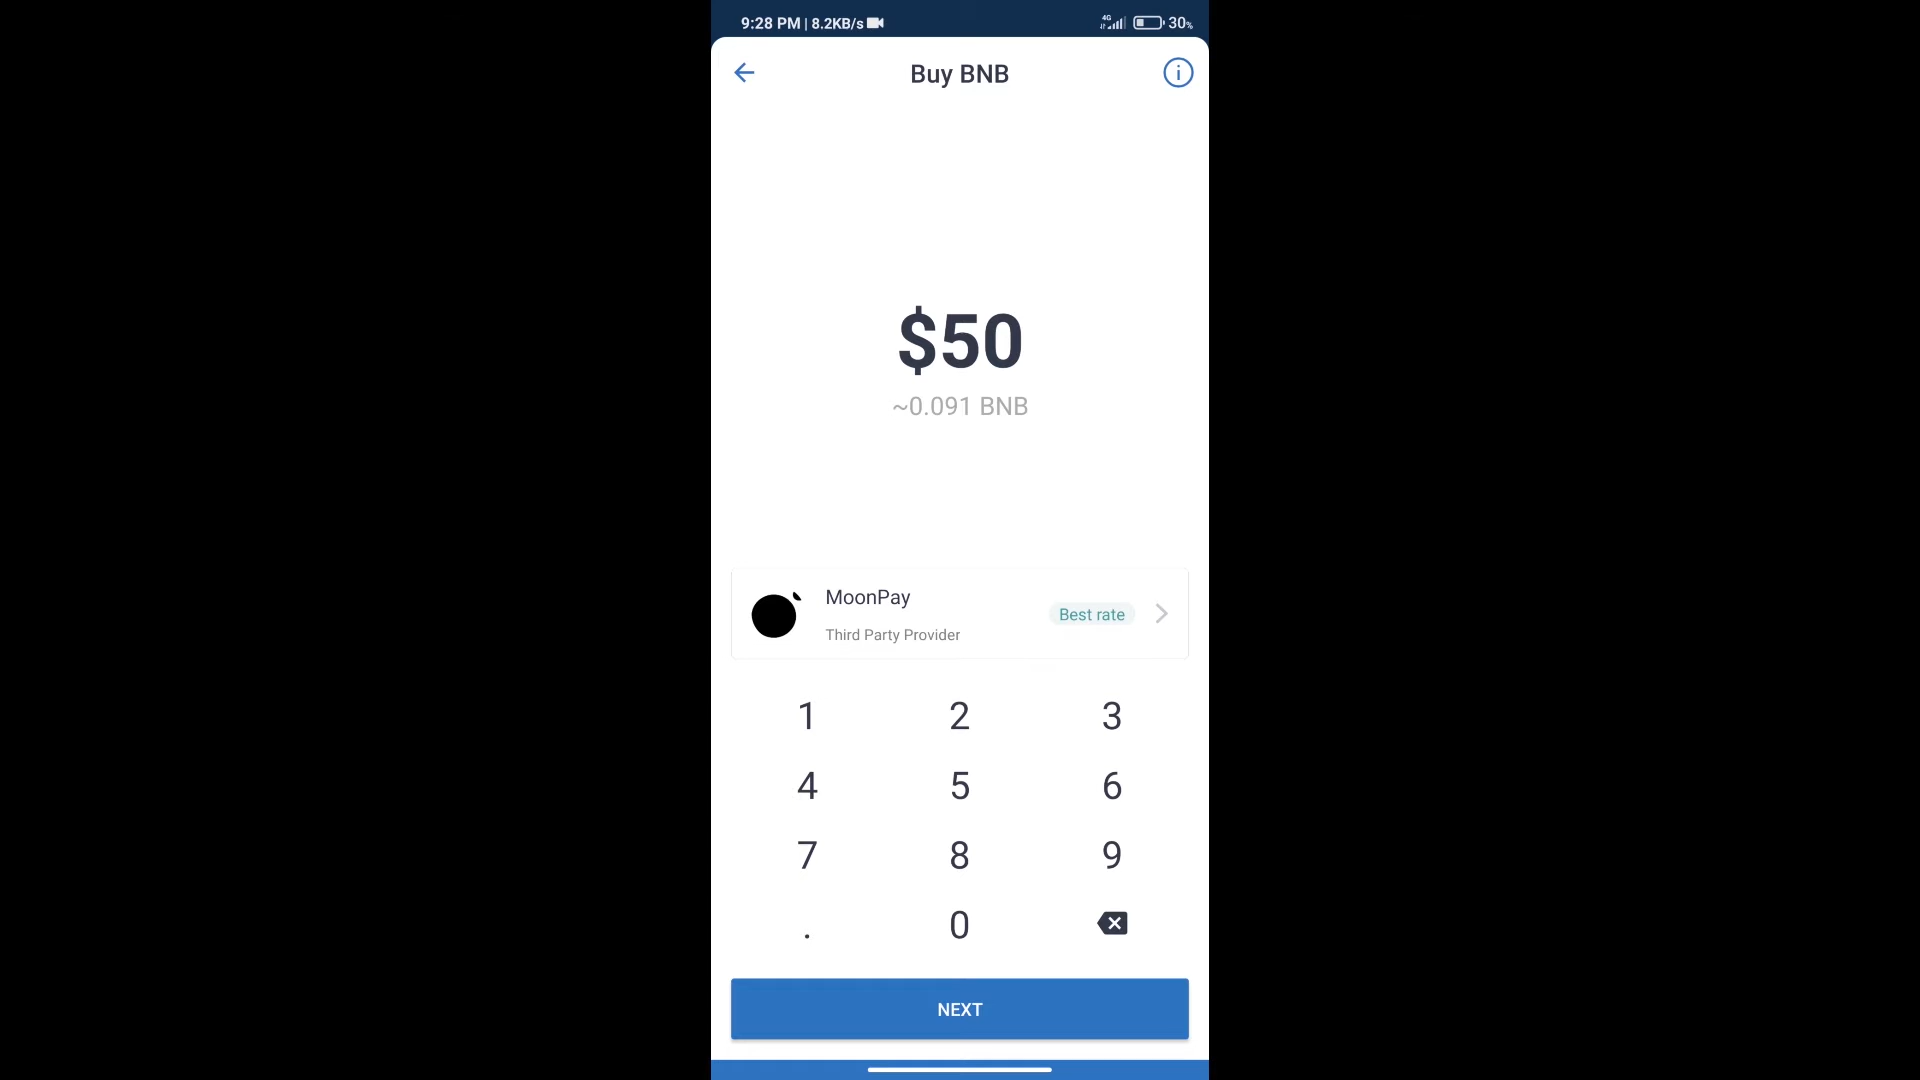 9:28 PM | 8.2KB/s 4G 30%
Buy BNB
$50
~0.091 BNB
MoonPay
Best rate
Third Party Provider
1 2 3
4 5 6
7 8 9
. 0
NEXT